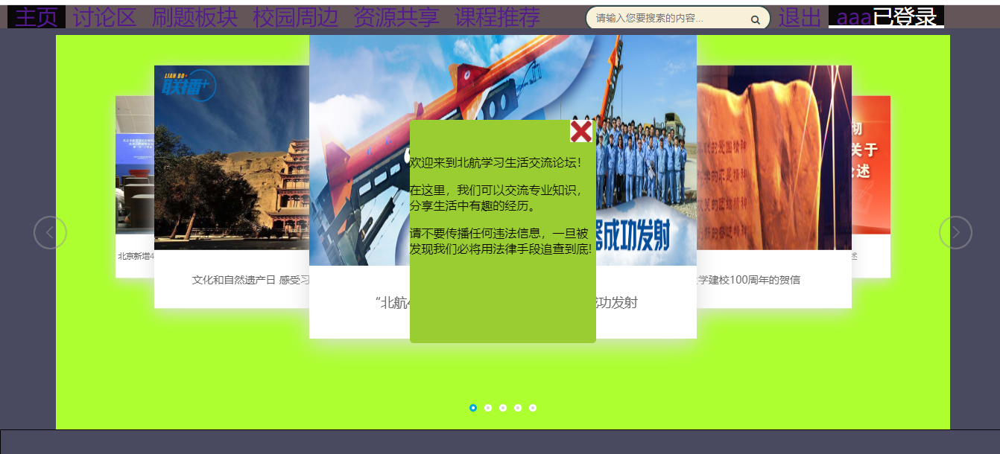 主页 讨论区 刷题板块 校园周边 资源共享 课程推荐 请输入您要搜索的内容... 退出 aaa已登录
LIAN BO+
联播+
欢迎来到北航学习生活交流论坛!
在这里，我们可以交流专业知识，
分享生活中有趣的经历。
请不要传播任何违法信息，一旦被
发现我们必将用法律手段追查到底!
器成功发射
关于
述
北京新增4
文化和自然遗产日 感受习
“北航4
成功发射
学建校100周年的贺信
述